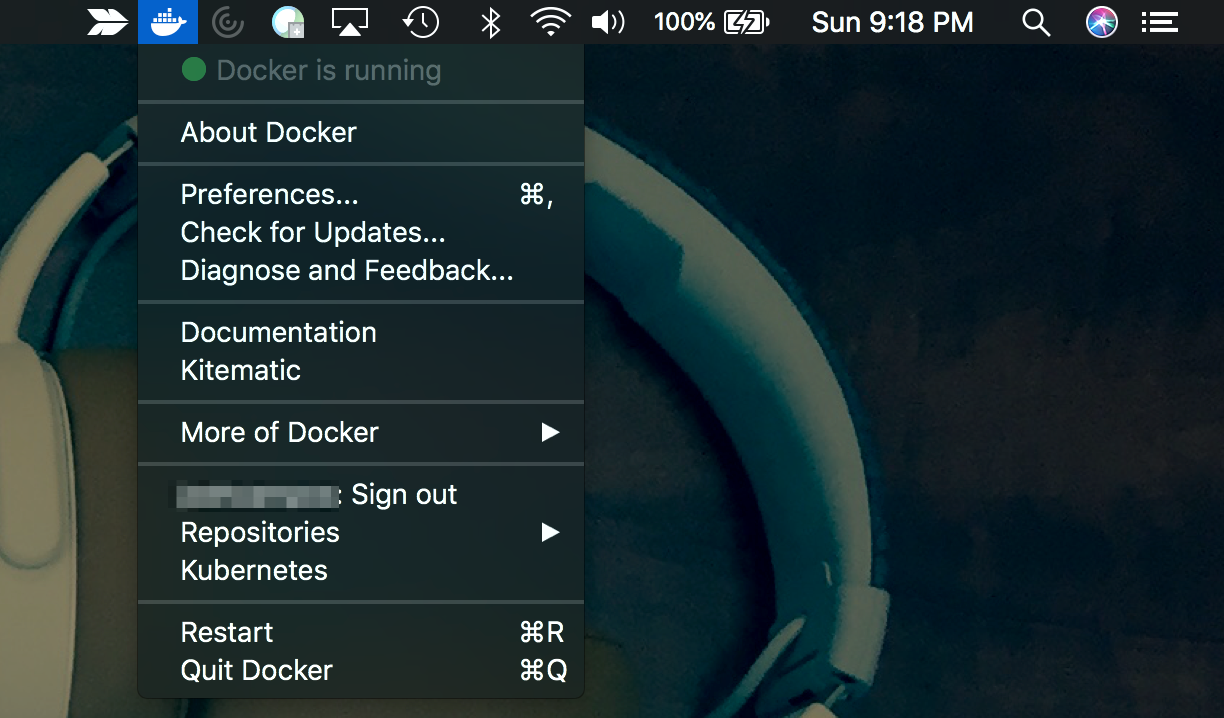 100% Sun 9:18 PM
Docker is running
About Docker
Preferences... ⌘,
Check for Updates...
Diagnose and Feedback...
Documentation
Kitematic
More of Docker ▶
: Sign out
Repositories ▶
Kubernetes
Restart ⌘R
Quit Docker ⌘Q